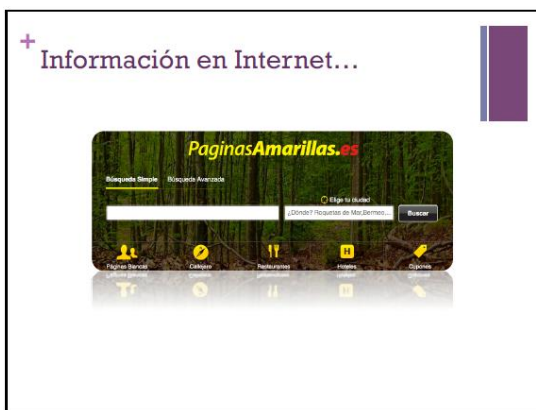 +
Información en Internet...
PaginasAmarillas.es
Búsqueda Simple Búsqueda Avanzada
Elige tu ciudad
¿Dónde? Roquetas de Mar, Bermeo,... Buscar
Páginas Blancas Callejero Restaurantes Hoteles Cupones